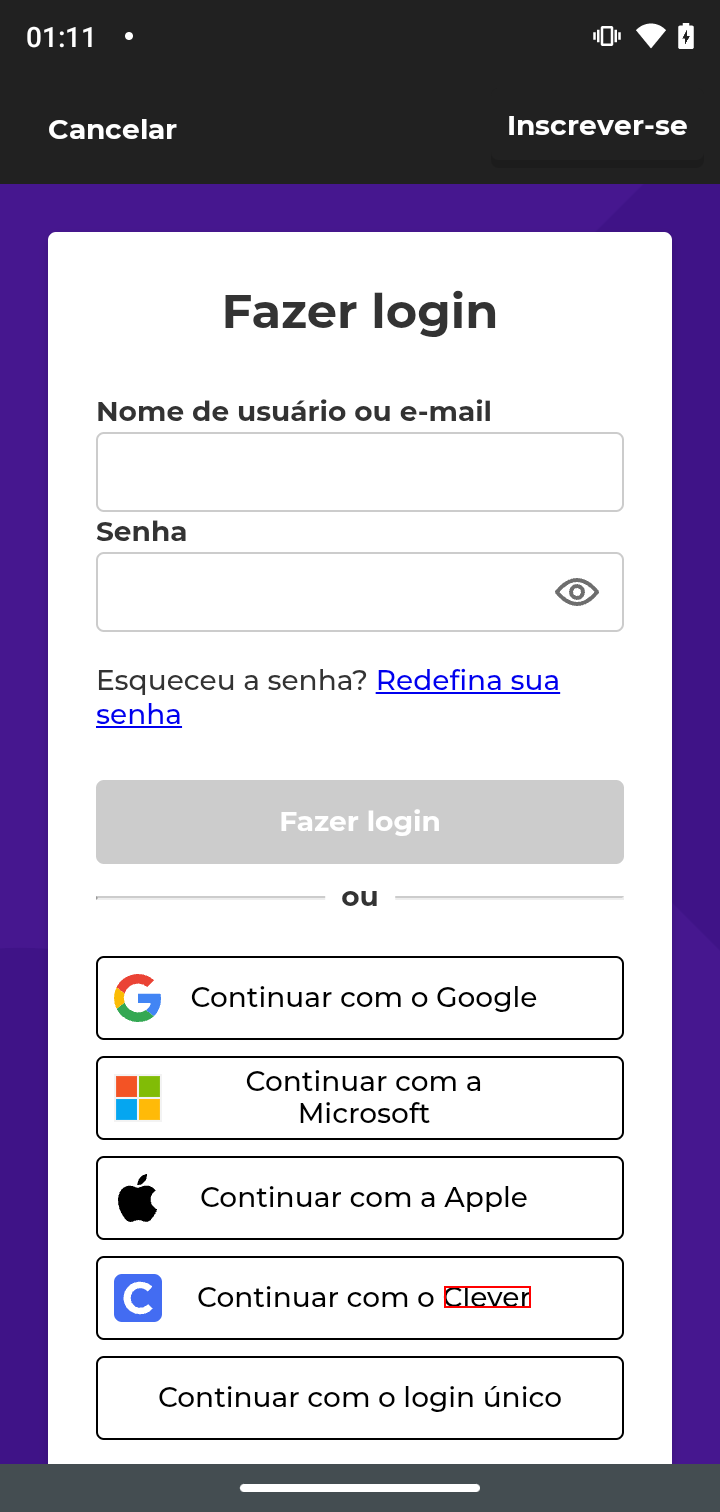 01:11
Cancelar
Inscrever-se
Fazer login
Nome de usuário ou e-mail
Senha
Esqueceu a senha? Redefina sua
senha
Fazer login
ou
Continuar com o Google
Continuar com a
Microsoft
Continuar com a Apple
Continuar com o Clever
Continuar com o login único